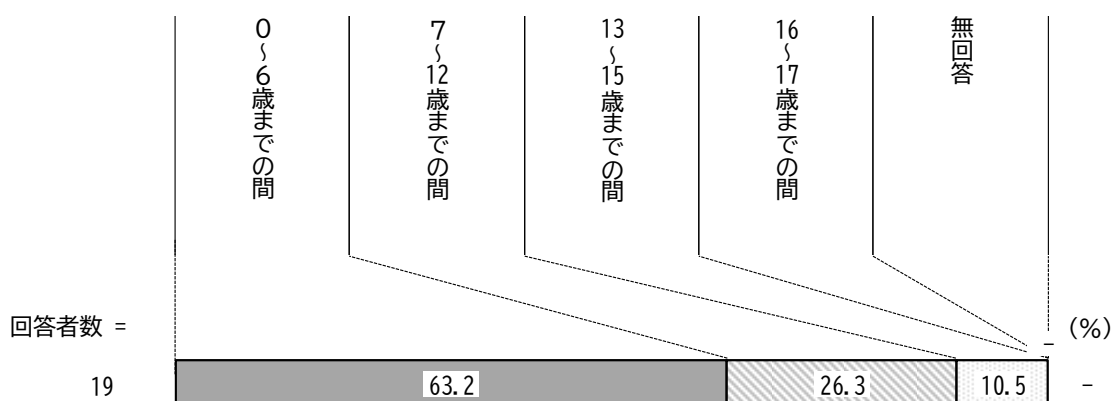 0～6歳までの間
7～12歳までの間
13～15歳までの間
16～17歳までの間
無回答
回答者数 =
- (%)
19 63.2 26.3 10.5 -